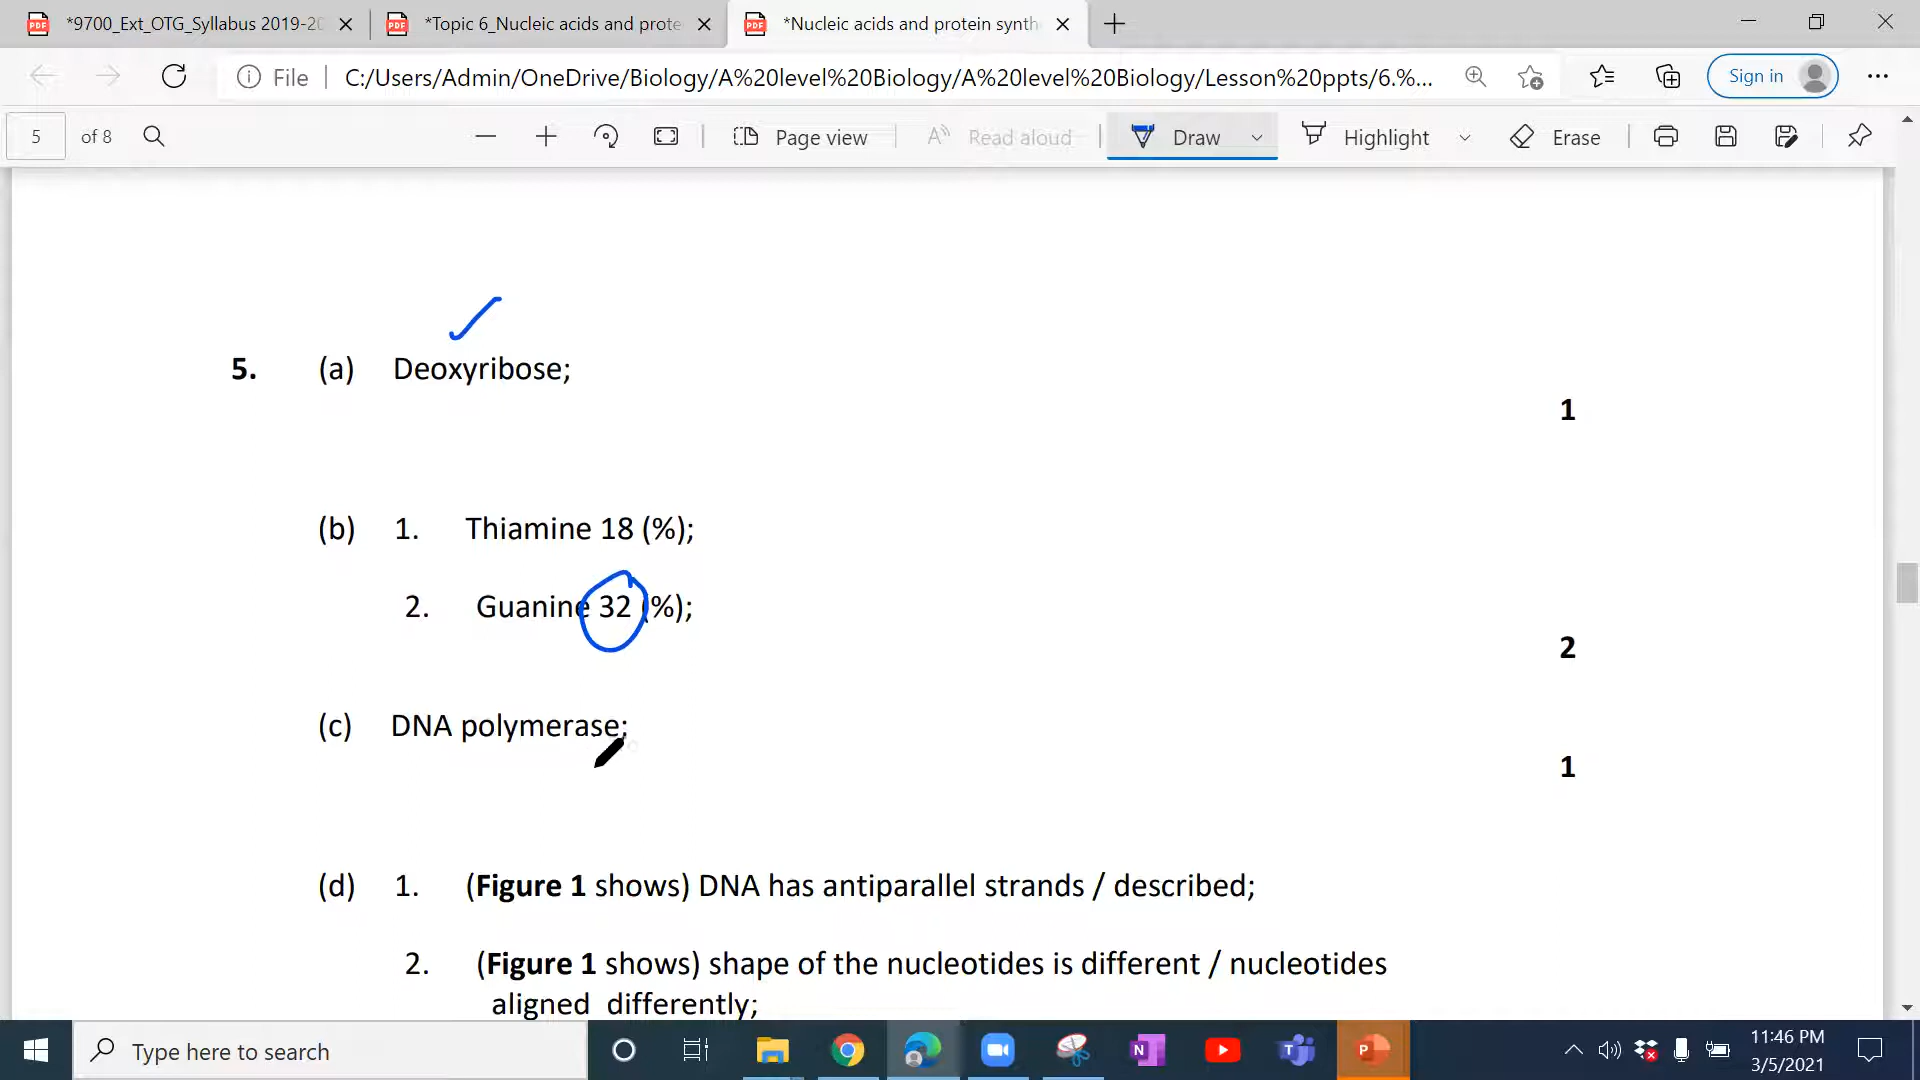 *9700_Ext_OTG_Syllabus 2019-20
*Topic 6_Nucleic acids and prote
*Nucleic acids and protein synth
File
C:/Users/Admin/OneDrive/Biology/A%20level%20Biology/A%20level%20Biology/Lesson%20ppts/6.%...
Sign in
5 of 8
Page view
Read aloud
Draw
Highlight
Erase
5. (a) Deoxyribose;
1
(b) 1. Thiamine 18 (%);
2. Guanine 32 (%);
2
(c) DNA polymerase;
1
(d) 1. (Figure 1 shows) DNA has antiparallel strands / described;
2. (Figure 1 shows) shape of the nucleotides is different / nucleotides
aligned differently;
Type here to search
11:46 PM
3/5/2021